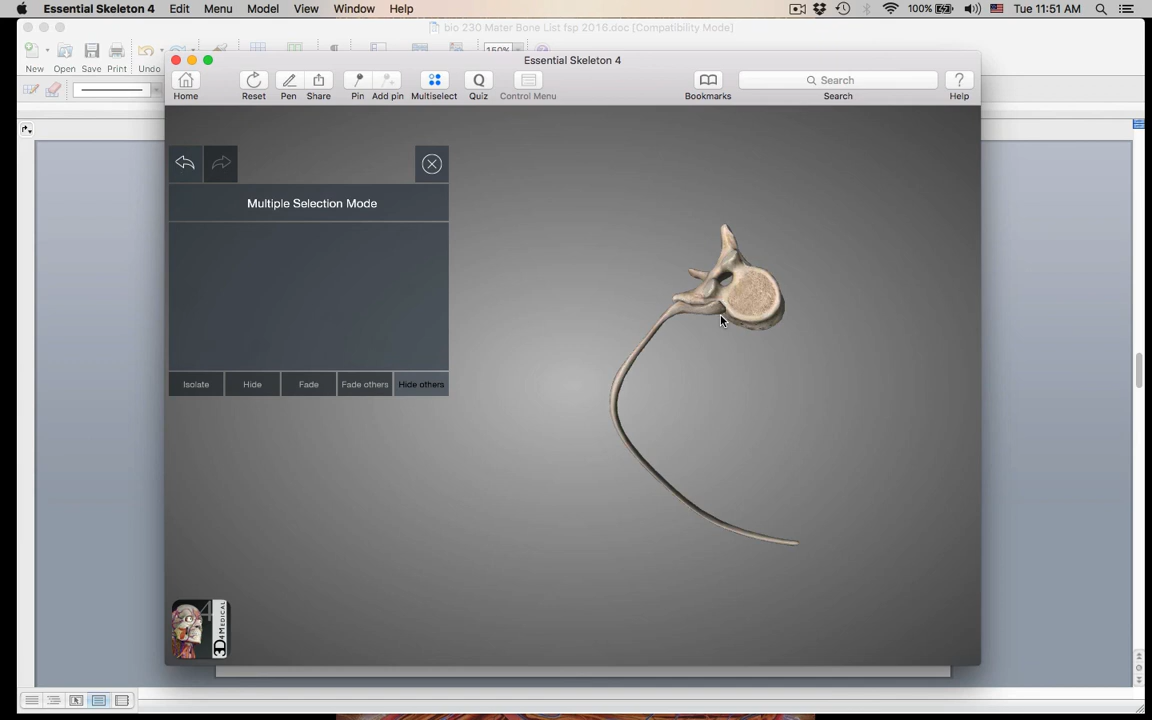 Essential Skeleton 4 Edit Menu Model View Window Help 100% Tue 11:51 AM
bio 230 Mater Bone List fsp 2016.doc [Compatibility Mode]
New Open Save Print Undo 150%
Essential Skeleton 4
Home Reset Pen Share Pin Add pin Multiselect Quiz Control Menu Bookmarks Search Help
Search
Multiple Selection Mode
Isolate Hide Fade Fade others Hide others
4
3D4MEDICAL